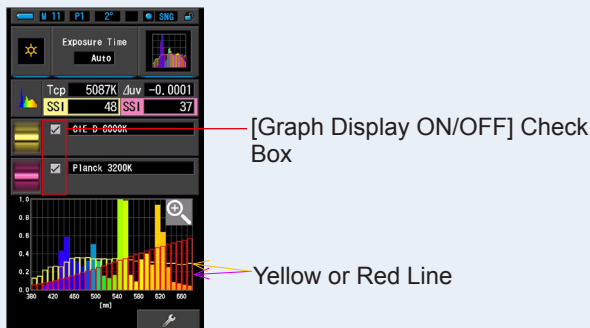 M 11 P1 2° SNG
Exposure Time
Auto
Tcp 5087K ⊿uv -0.0001
SSI 48 SSI 37
CIE D 8000K
[Graph Display ON/OFF] Check
Box
Planck 3200K
1.0
0.8
0.6
0.4
0.2
0.0
380 420 460 500 540 580 620 660
[nm]
Yellow or Red Line